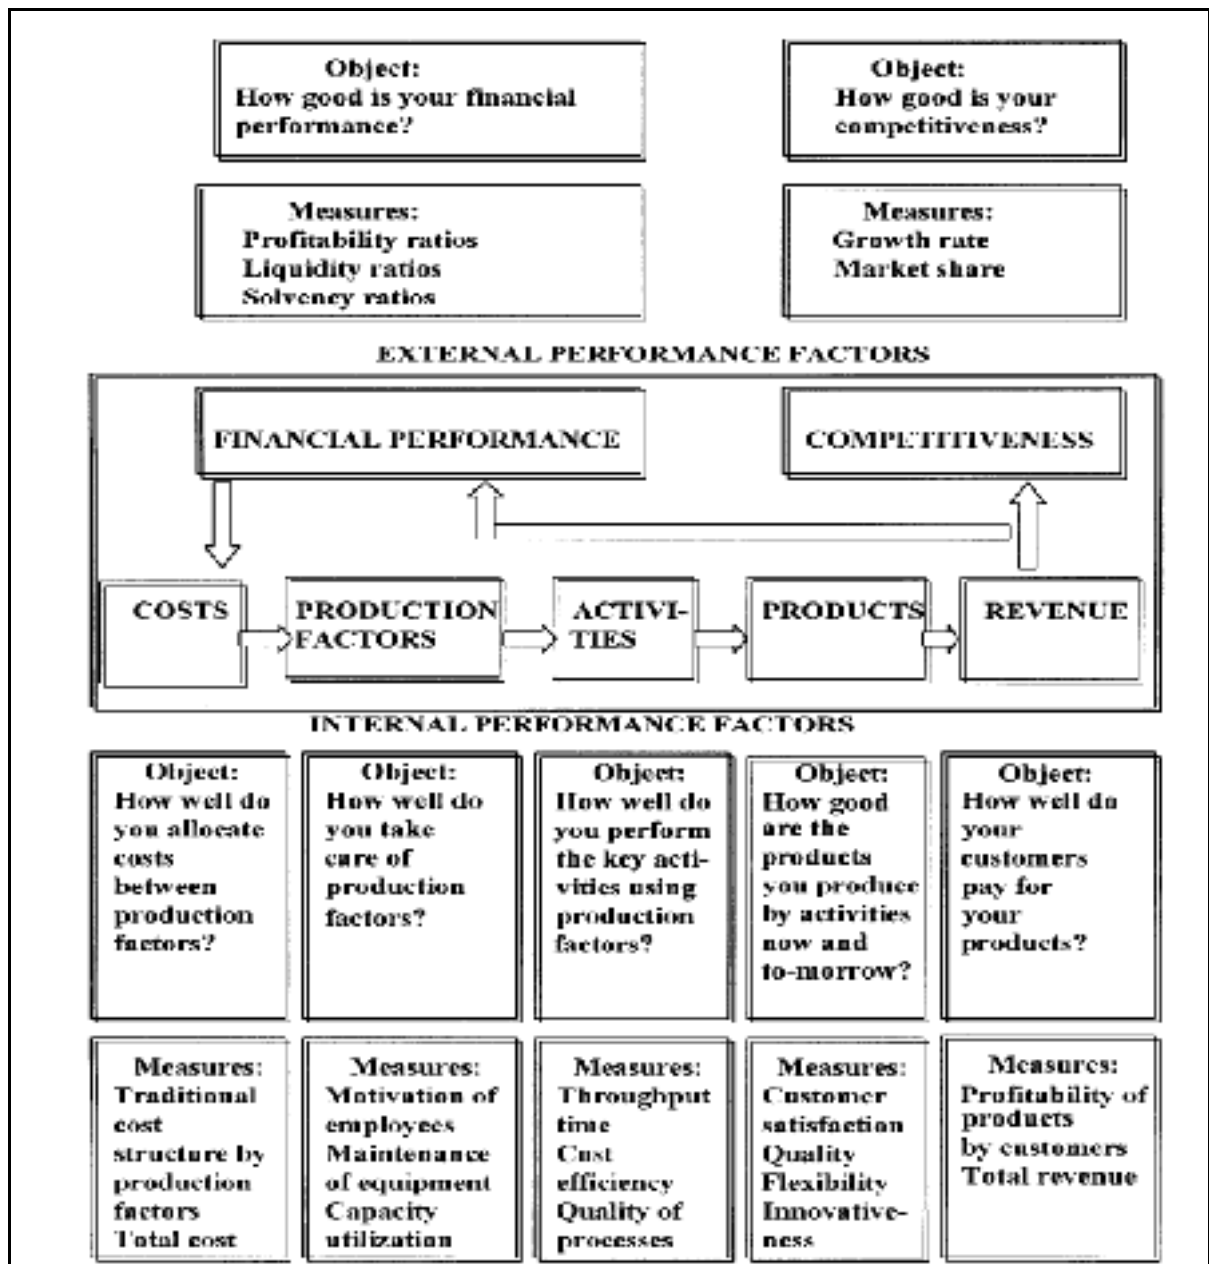 Object:
How good is your financial
performance?
Object:
How good is your
competitiveness?
Measures:
Profitability ratios
Liquidity ratios
Solvency ratios
Measures:
Growth rate
Market share
EXTERNAL PERFORMANCE FACTORS
FINANCIAL PERFORMANCE
COMPETITIVENESS
COSTS
PRODUCTION
FACTORS
ACTIVI-
TIES
PRODUCTS
REVENUE
INTERNAL PERFORMANCE FACTORS
Object:
How well do
you allocate
costs
between
production
factors?
Object:
How well do
you take
care of
production
factors?
Object:
How well do
you perform
the key acti-
vities using
production
factors?
Object:
How good
are the
products
you produce
by activities
now and
to-morrow?
Object:
How well do
your
customers
pay for
your
products?
Measures:
Traditional
cost
structure by
production
factors
Total cost
Measures:
Motivation of
employees
Maintenance
of equipment
Capacity
utilization
Measures:
Throughput
time
Cost
efficiency
Quality of
processes
Measures:
Customer
satisfaction
Quality
Flexibility
Innovative-
ness
Measures:
Profitability of
products
by customers
Total revenue